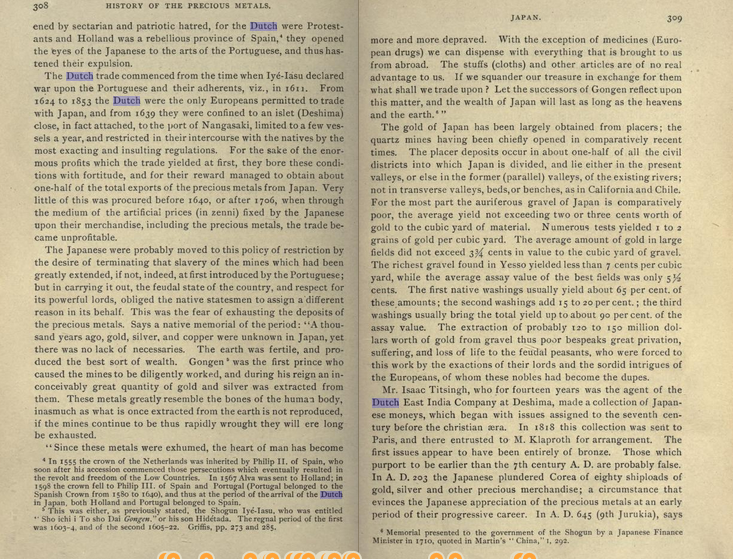 308 HISTORY OF THE PRECIOUS METALS.
ened by sectarian and patriotic hatred, for the Dutch were Protest-
ants and Holland was a rebellious province of Spain,⁴ they opened
the eyes of the Japanese to the arts of the Portuguese, and thus has-
tened their expulsion.
The Dutch trade commenced from the time when Iyé-Iasu declared
war upon the Portuguese and their adherents, viz., in 1611. From
1624 to 1853 the Dutch were the only Europeans permitted to trade
with Japan, and from 1639 they were confined to an islet (Deshima)
close, in fact attached, to the port of Nangasaki, limited to a few ves-
sels a year, and restricted in their intercourse with the natives by the
most exacting and insulting regulations. For the sake of the enor-
mous profits which the trade yielded at first, they bore these condi-
tions with fortitude, and for their reward managed to obtain about
one-half of the total exports of the precious metals from Japan. Very
little of this was procured before 1640, or after 1706, when through
the medium of the artificial prices (in zenni) fixed by the Japanese
upon their merchandise, including the precious metals, the trade be-
came unprofitable.
The Japanese were probably moved to this policy of restriction by
the desire of terminating that slavery of the mines which had been
greatly extended, if not, indeed, at first introduced by the Portuguese;
but in carrying it out, the feudal state of the country, and respect for
its powerful lords, obliged the native statesmen to assign a different
reason in its behalf. This was the fear of exhausting the deposits of
the precious metals. Says a native memorial of the period: "A thou-
sand years ago, gold, silver, and copper were unknown in Japan, yet
there was no lack of necessaries. The earth was fertile, and pro-
duced the best sort of wealth. Gongen⁵ was the first prince who
caused the mines to be diligently worked, and during his reign an in-
conceivably great quantity of gold and silver was extracted from
them. These metals greatly resemble the bones of the human body,
inasmuch as what is once extracted from the earth is not reproduced,
if the mines continue to be thus rapidly wrought they will ere long
be exhausted.
"Since these metals were exhumed, the heart of man has become
⁴ In 1555 the crown of the Netherlands was inherited by Philip II. of Spain, who
soon after his accession commenced those persecutions which eventually resulted in
the revolt and freedom of the Low Countries. In 1567 Alva was sent to Holland; in
1598 the crown fell to Philip III. of Spain and Portugal (Portugal belonged to the
Spanish Crown from 1580 to 1640), and thus at the period of the arrival of the Dutch
in Japan, both Holland and Portugal belonged to Spain.
⁵ This was either, as previously stated, the Shogun Iyé-Iasu, who was entitled
"Sho ichi i To sho Dai Gongen," or his son Hidétada. The regnal period of the first
was 1603-4, and of the second 1605-22. Griffis, pp. 273 and 285.
JAPAN. 309
more and more depraved. With the exception of medicines (Euro-
pean drugs) we can dispense with everything that is brought to us
from abroad. The stuffs (cloths) and other articles are of no real
advantage to us. If we squander our treasure in exchange for them
what shall we trade upon? Let the successors of Gongen reflect upon
this matter, and the wealth of Japan will last as long as the heavens
and the earth.⁶"
The gold of Japan has been largely obtained from placers; the
quartz mines having been chiefly opened in comparatively recent
times. The placer deposits occur in about one-half of all the civil
districts into which Japan is divided, and lie either in the present
valleys, or else in the former (parallel) valleys, of the existing rivers;
not in transverse valleys, beds, or benches, as in California and Chile.
For the most part the auriferous gravel of Japan is comparatively
poor, the average yield not exceeding two or three cents worth of
gold to the cubic yard of material. Numerous tests yielded 1 to 2
grains of gold per cubic yard. The average amount of gold in large
fields did not exceed 3¾ cents in value to the cubic yard of gravel.
The richest gravel found in Yesso yielded less than 7 cents per cubic
yard, while the average assay value of the best fields was only 5½
cents. The first native washings usually yield about 65 per cent. of
these amounts; the second washings add 15 to 20 per cent.; the third
washings usually bring the total yield up to about 90 per cent. of the
assay value. The extraction of probably 120 to 150 million dol-
lars worth of gold from gravel thus poor bespeaks great privation,
suffering, and loss of life to the feudal peasants, who were forced to
this work by the exactions of their lords and the sordid intrigues of
the Europeans, of whom these nobles had become the dupes.
Mr. Isaac Titsingh, who for fourteen years was the agent of the
Dutch East India Company at Deshima, made a collection of Japan-
ese moneys, which began with issues assigned to the seventh cen-
tury before the christian æra. In 1818 this collection was sent to
Paris, and there entrusted to M. Klaproth for arrangement. The
first issues appear to have been entirely of bronze. Those which
purport to be earlier than the 7th century A. D. are probably false.
In A. D. 203 the Japanese plundered Corea of eighty shiploads of
gold, silver and other precious merchandise; a circumstance that
evinces the Japanese appreciation of the precious metals at an early
period of their progressive career. In A. D. 645 (9th Jurukia), says
⁶ Memorial presented to the government of the Shogun by a Japanese Finance
Minister in 1710, quoted in Martin's "China," I, 292.